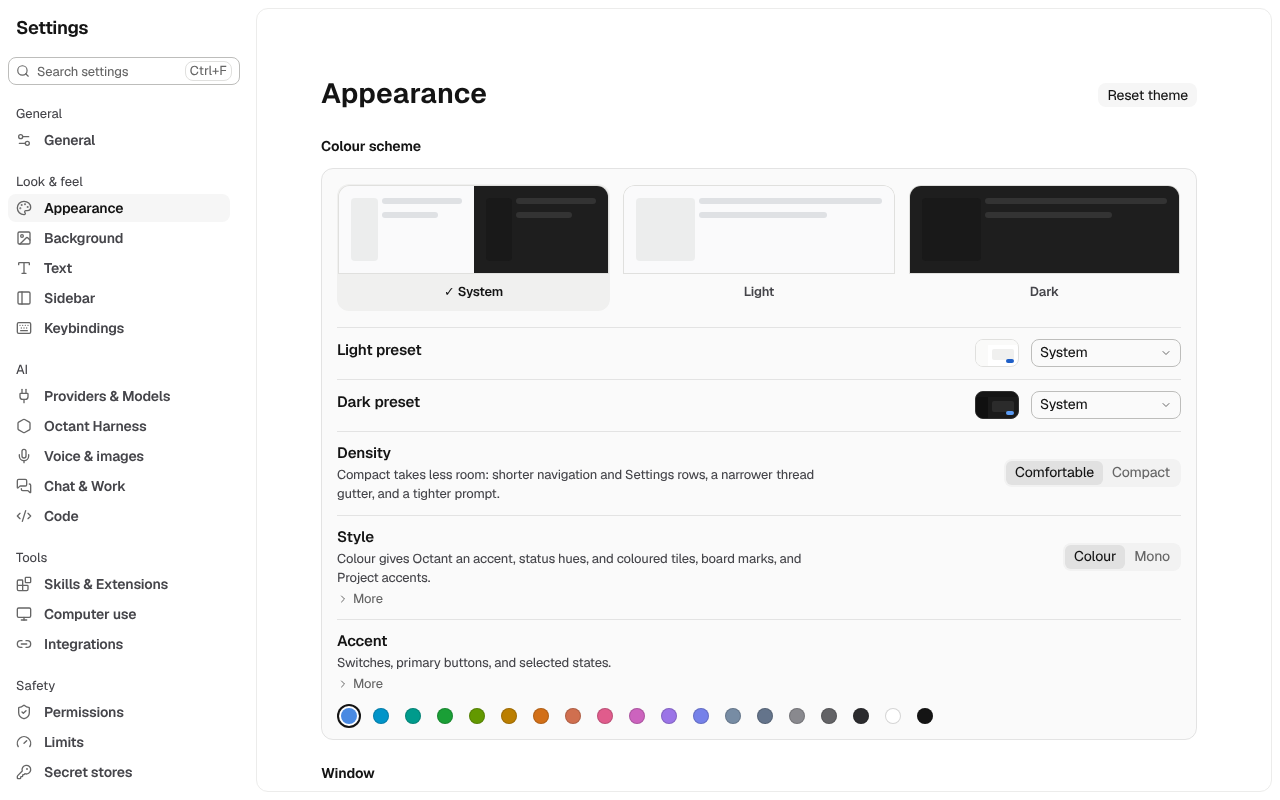 Settings
Search settings
Ctrl+F
General
General
Look & feel
Appearance
Background
Text
Sidebar
Keybindings
AI
Providers & Models
Octant Harness
Voice & images
Chat & Work
Code
Tools
Skills & Extensions
Computer use
Integrations
Safety
Permissions
Limits
Secret stores
Appearance
Reset theme
Colour scheme
✓ System
Light
Dark
Light preset
System
Dark preset
System
Density
Compact takes less room: shorter navigation and Settings rows, a narrower thread
gutter, and a tighter prompt.
Comfortable
Compact
Style
Colour gives Octant an accent, status hues, and coloured tiles, board marks, and
Project accents.
More
Colour
Mono
Accent
Switches, primary buttons, and selected states.
More
Window